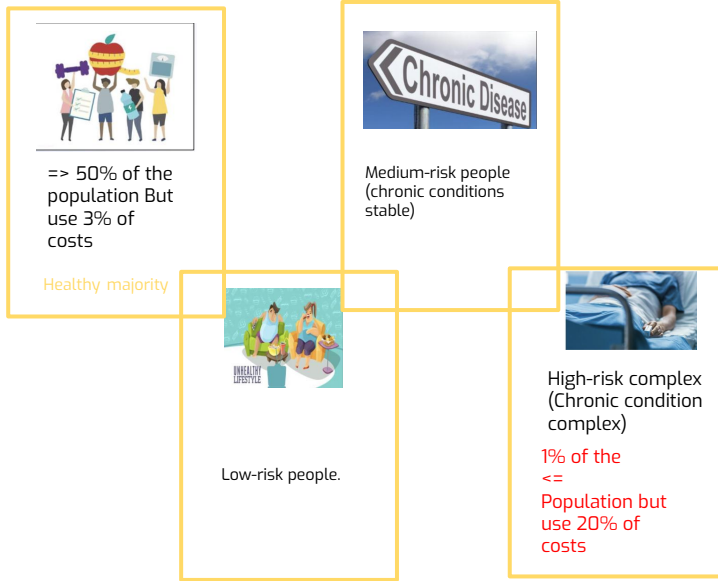 => 50% of the
population But
use 3% of
costs
Healthy majority
UNHEALTHY
LIFESTYLE
Low-risk people.
Chronic Disease
Medium-risk people
(chronic conditions
stable)
High-risk complex
(Chronic condition
complex)
1% of the
<=
Population but
use 20% of
costs